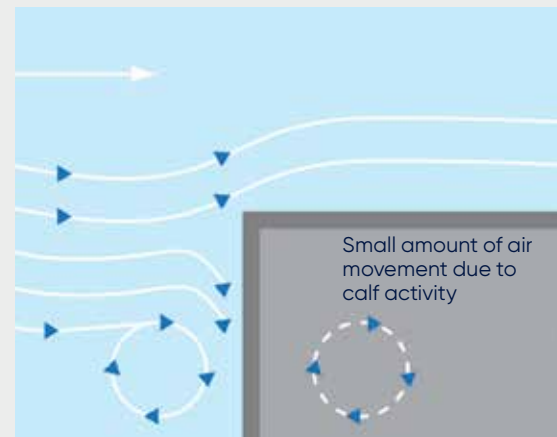 Small amount of air
movement due to
calf activity